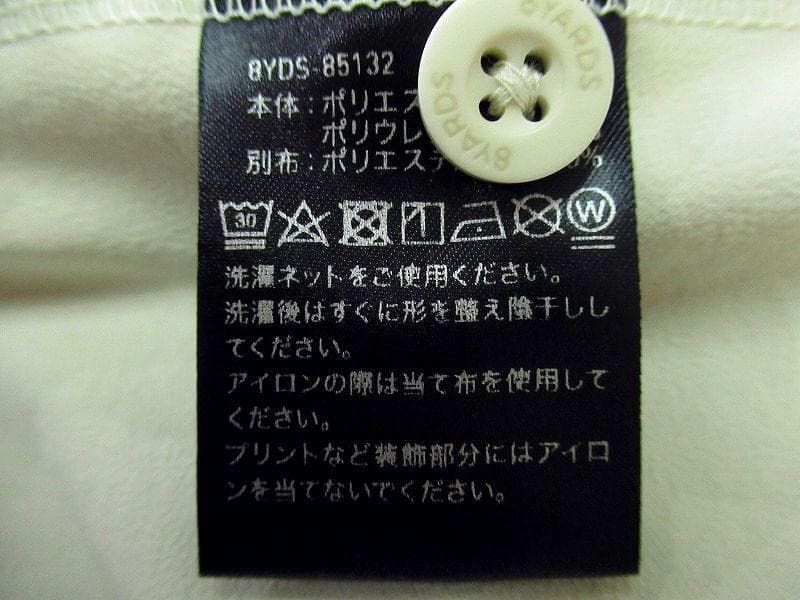 8YARDS
8YARDS
8YDS-85132
本体:ポリエス
ポリウレ
別布:ポリエステ %
30
W
洗濯ネットをご使用ください。
洗濯後はすぐに形を整え陰干しし
てください。
アイロンの際は当て布を使用して
ください。
プリントなど装飾部分にはアイロ
ンを当てないでください。